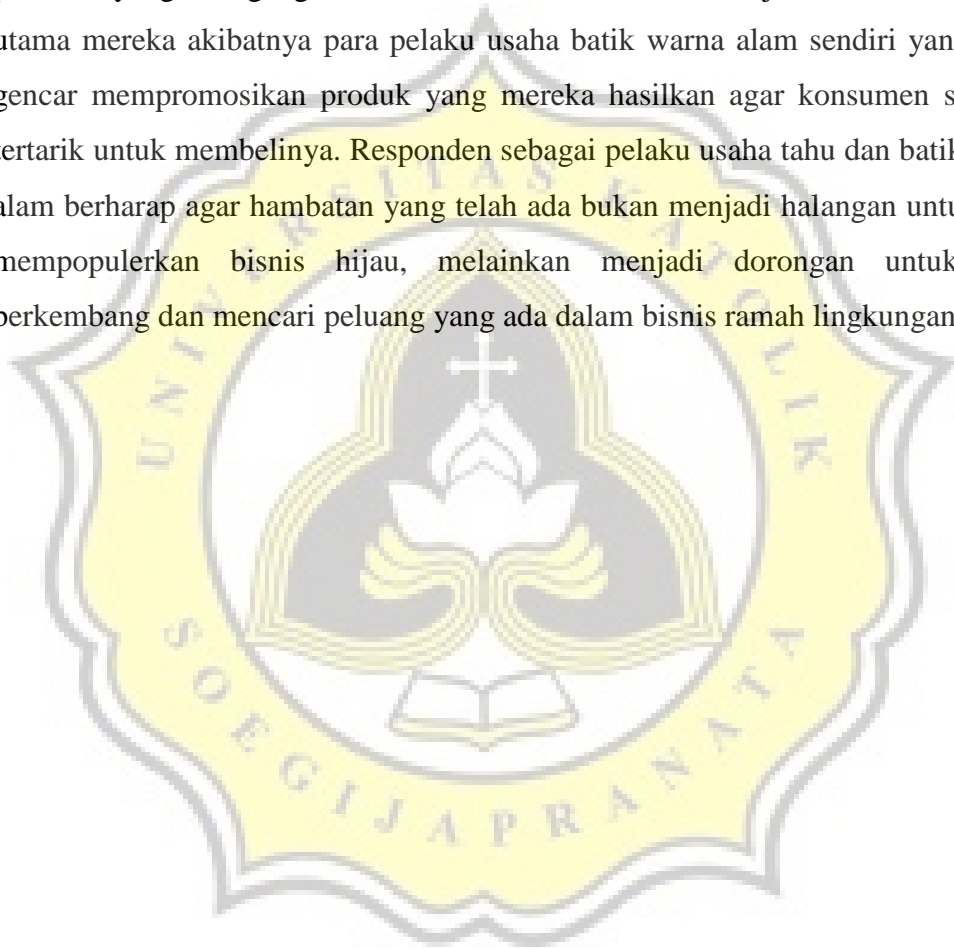 utama mereka akibatnya para pelaku usaha batik warna alam sendiri yan
gencar mempromosikan produk yang mereka hasilkan agar konsumen s
tertarik untuk membelinya. Responden sebagai pelaku usaha tahu dan batik
alam berharap agar hambatan yang telah ada bukan menjadi halangan untu
mempopulerkan bisnis hijau, melainkan menjadi dorongan untuk
berkembang dan mencari peluang yang ada dalam bisnis ramah lingkungan
UNIVERSITAS KATOLIK
SOEGIJAPRANATA